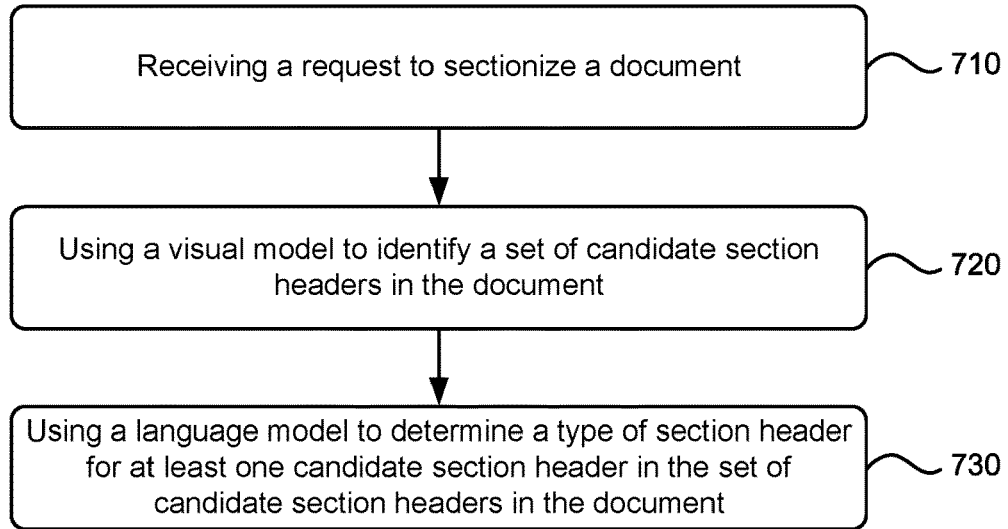 Receiving a request to sectionize a document
710
Using a visual model to identify a set of candidate section
headers in the document
720
Using a language model to determine a type of section header
for at least one candidate section header in the set of
candidate section headers in the document
730